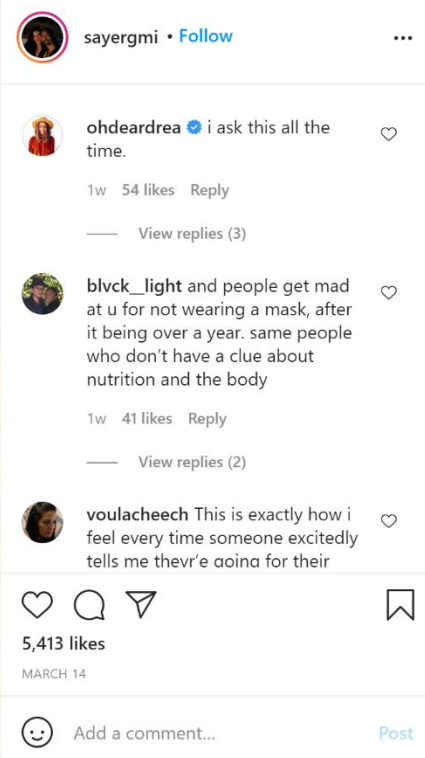 sayergmi • Follow
ohdeardrea i ask this all the
time.
1w 54 likes Reply
View replies (3)
blvck__light and people get mad
at u for not wearing a mask, after
it being over a year. same people
who don't have a clue about
nutrition and the body
1w 41 likes Reply
View replies (2)
voulacheech This is exactly how i
feel every time someone excitedly
tells me theyr'e going for their
5,413 likes
MARCH 14
Add a comment... Post